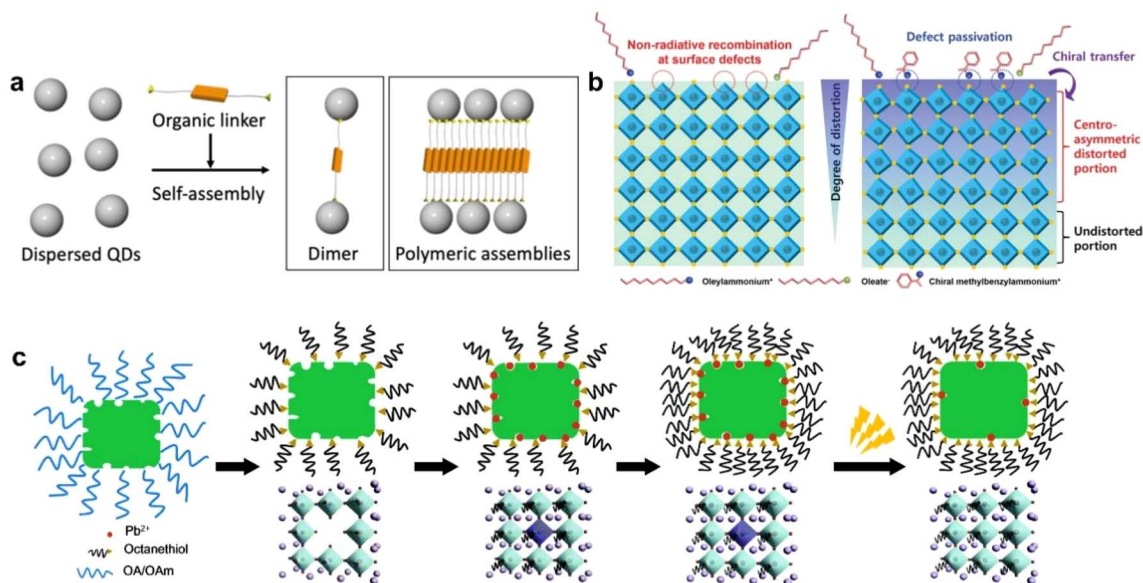 a
Organic linker
Self-assembly
Dispersed QDs
Dimer
Polymeric assemblies
b
Non-radiative recombination
at surface defects
Degree of distortion
Defect passivation
Chiral transfer
Centro-
asymmetric
distorted
portion
Undistorted
portion
Oleylammonium⁺
Oleate⁻
Chiral methylbenzylammonium⁺
c
Pb²⁺
Octanethiol
OA/OAm